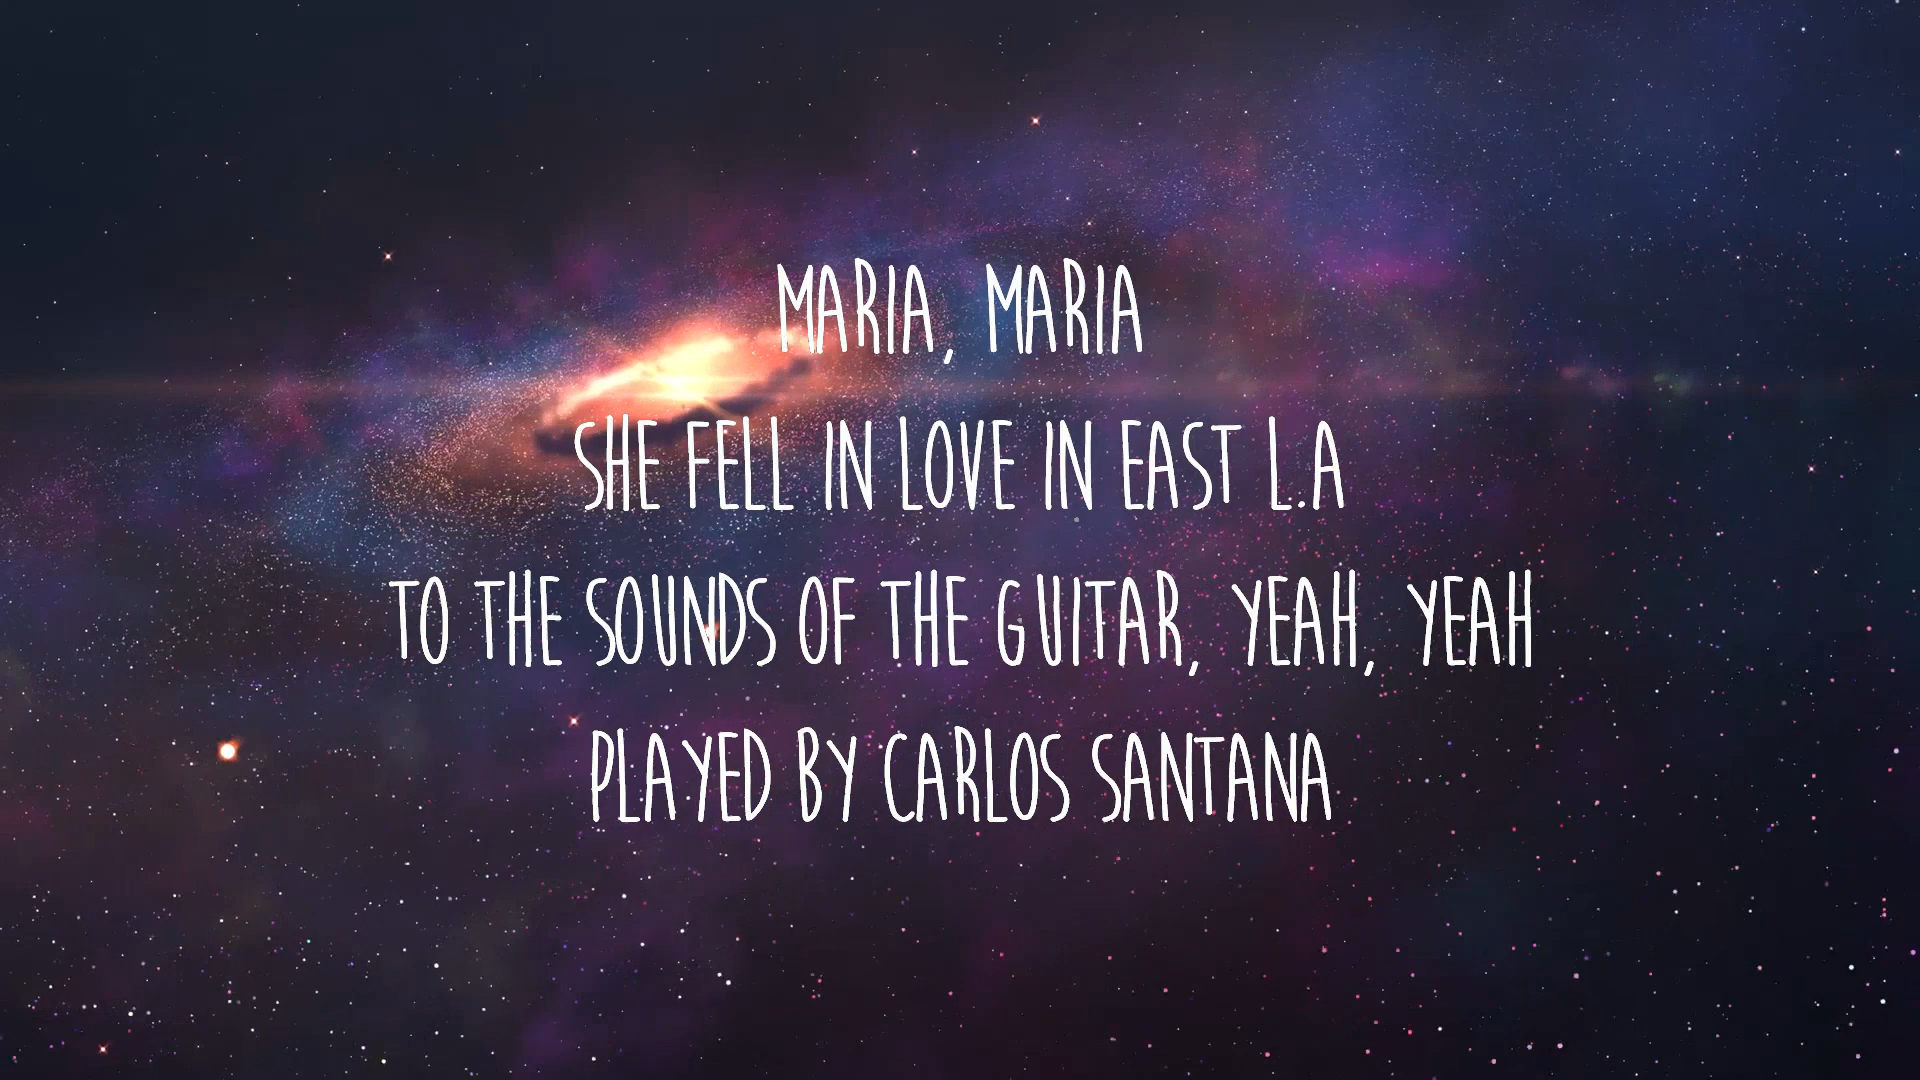 MARIA, MARIA
SHE FELL IN LOVE IN EAST L.A
TO THE SOUNDS OF THE GUITAR, YEAH, YEAH
PLAYED BY CARLOS SANTANA